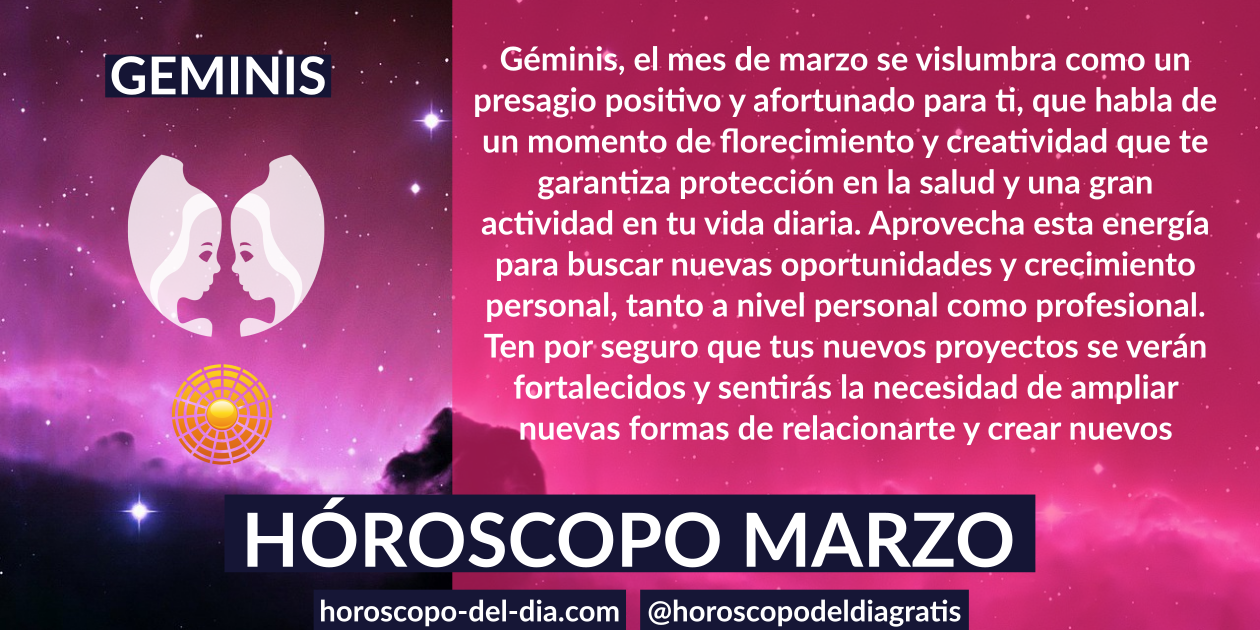 GEMINIS
Géminis, el mes de marzo se vislumbra como un
presagio positivo y afortunado para ti, que habla de
un momento de florecimiento y creatividad que te
garantiza protección en la salud y una gran
actividad en tu vida diaria. Aprovecha esta energía
para buscar nuevas oportunidades y crecimiento
personal, tanto a nivel personal como profesional.
Ten por seguro que tus nuevos proyectos se verán
fortalecidos y sentirás la necesidad de ampliar
nuevas formas de relacionarte y crear nuevos
HÓROSCOPO MARZO
horoscopo-del-dia.com
@horoscopodeldiagratis